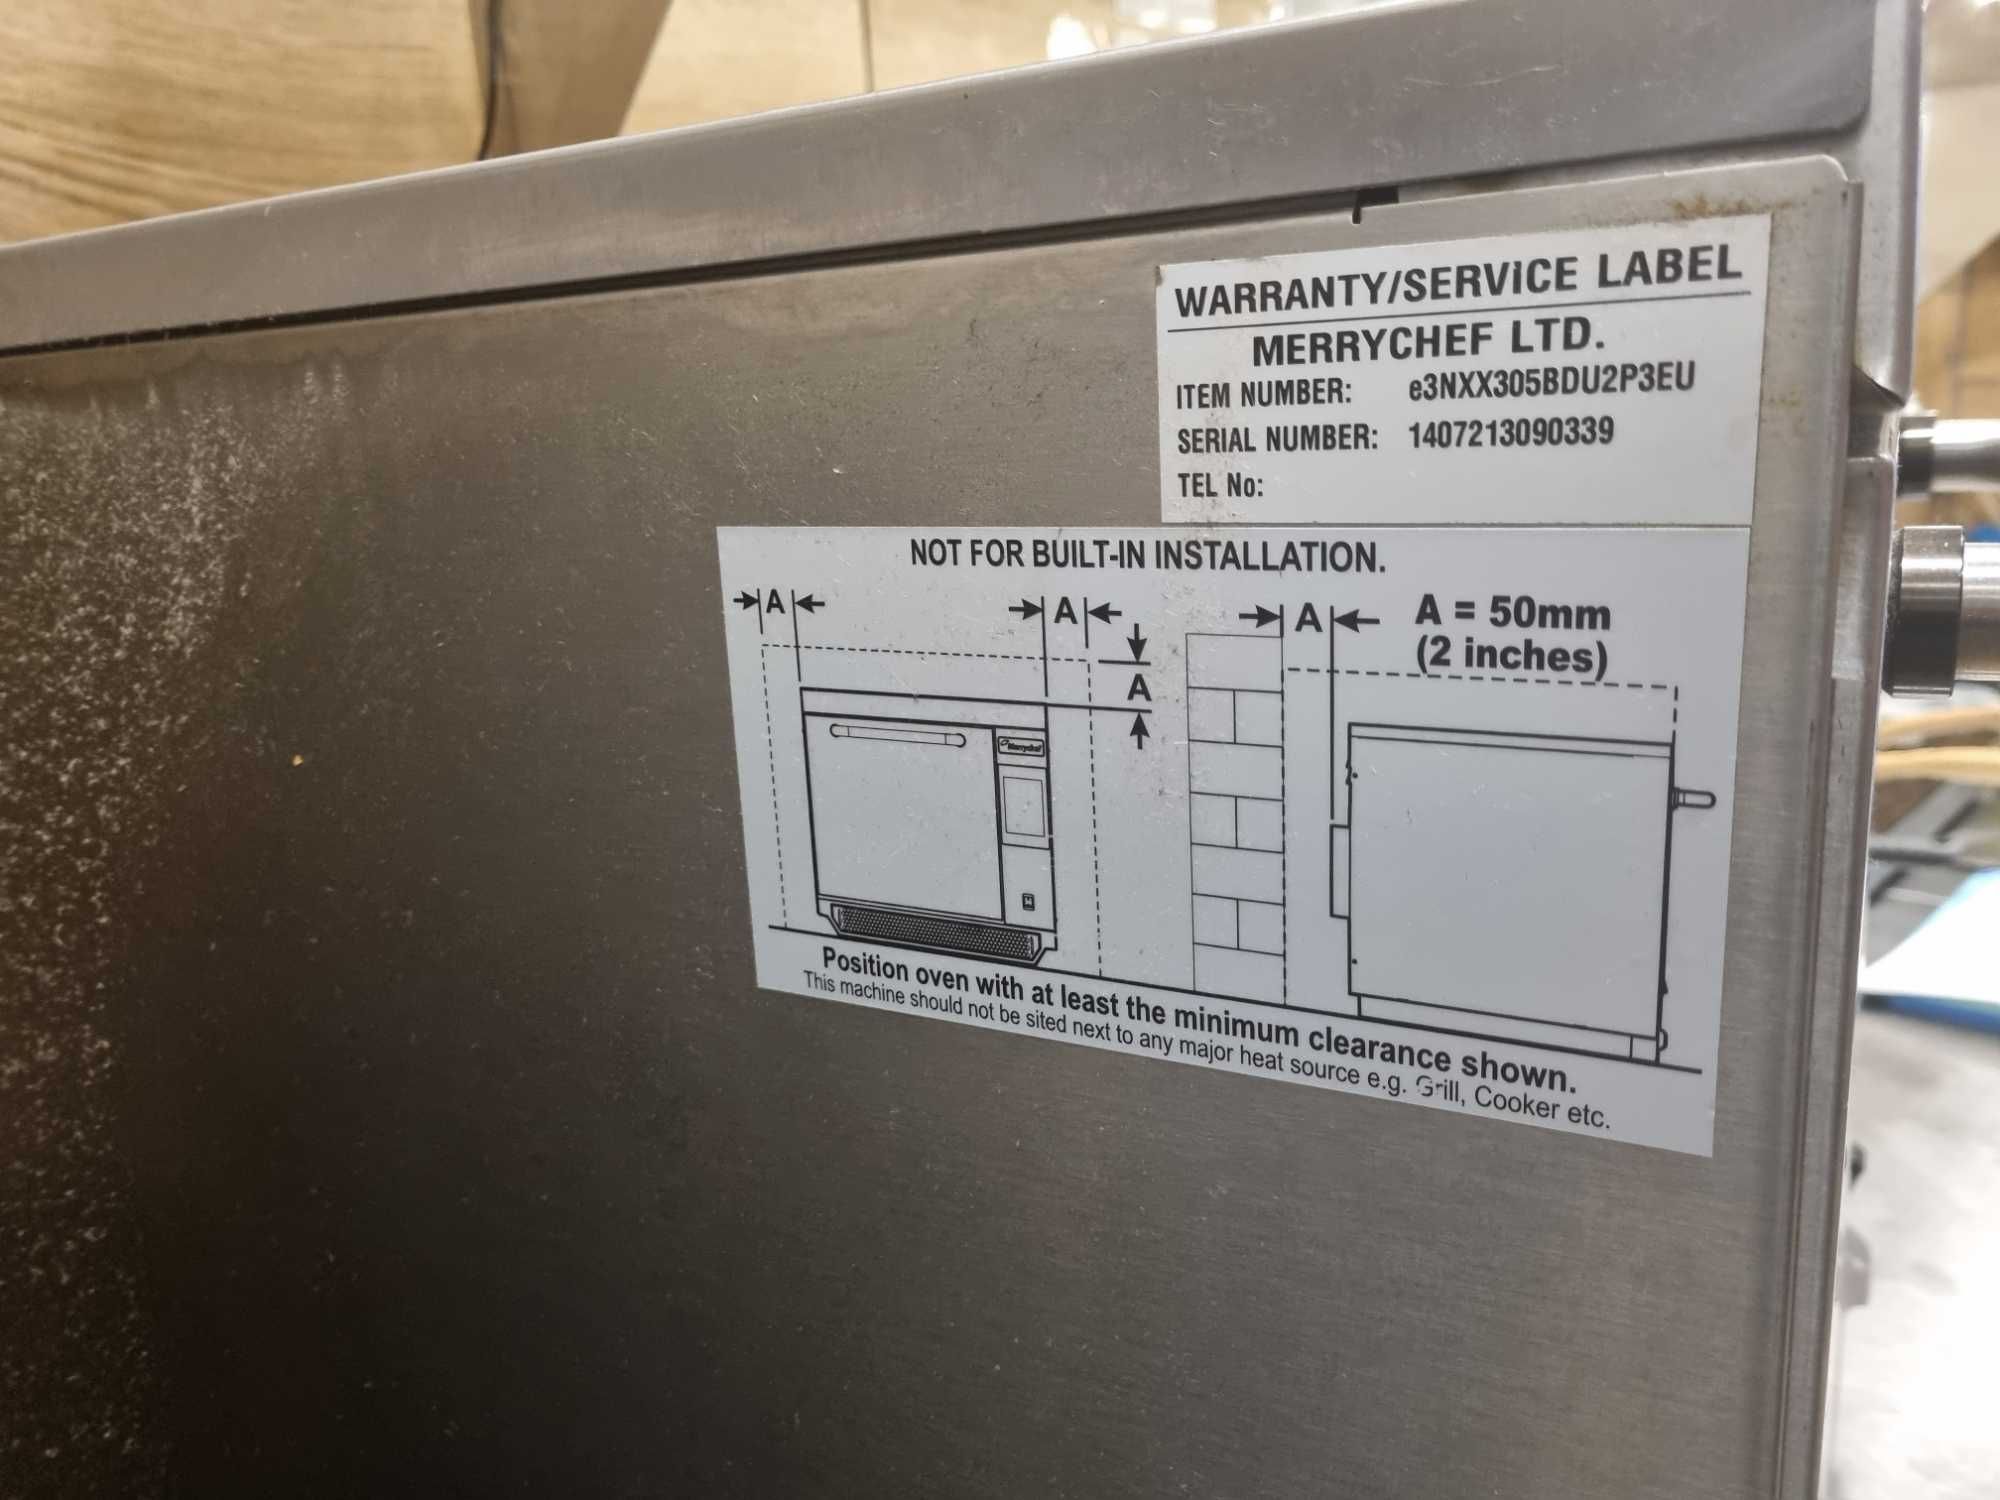 WARRANTY/SERVICE LABEL
MERRYCHEF LTD.
ITEM NUMBER: e3NXX305BDU2P3EU
SERIAL NUMBER: 1407213090339
TEL No:
NOT FOR BUILT-IN INSTALLATION.
A
A
A
A
A = 50mm
(2 inches)
Merrychef
Position oven with at least the minimum clearance shown.
This machine should not be sited next to any major heat source e.g. Grill, Cooker etc.